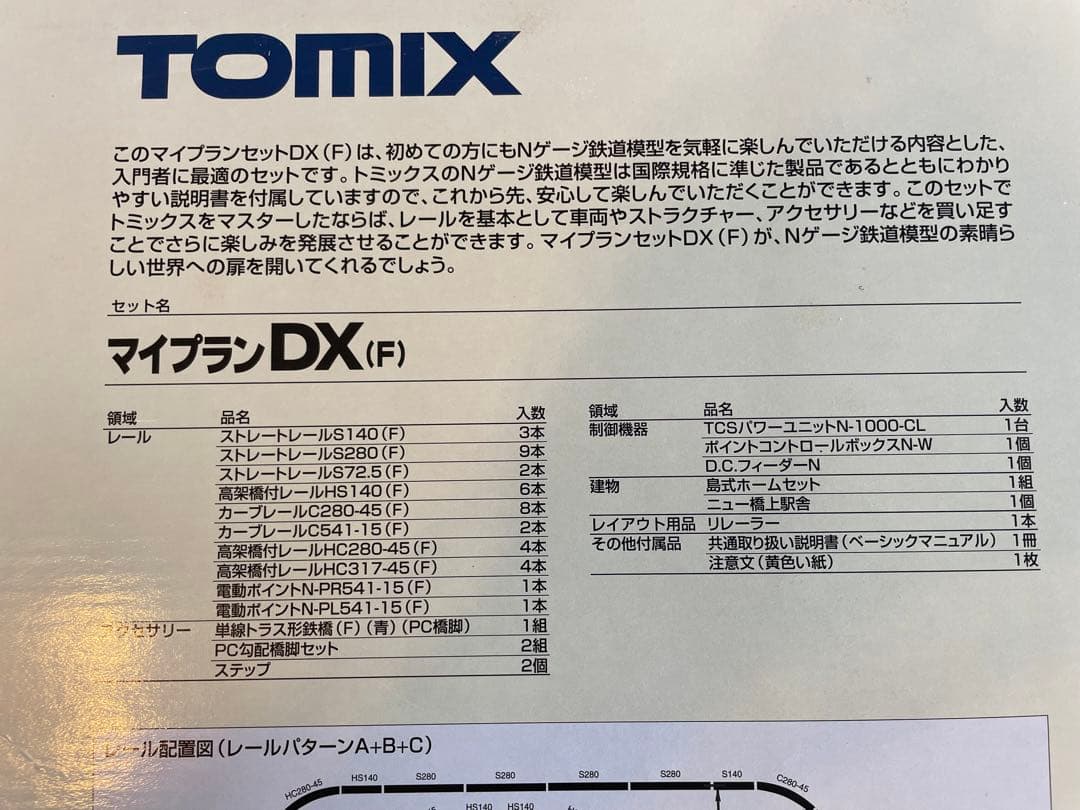 TOMIX
このマイプランセットDX(F)は、初めての方にもNゲージ鉄道模型を気軽に楽しんでいただける内容とした、
入門者に最適のセットです。トミックスのNゲージ鉄道模型は国際規格に準じた製品であるとともにわかり
やすい説明書を付属していますので、これから先、安心して楽しんでいただくことができます。このセットで
トミックスをマスターしたならば、レールを基本として車両やストラクチャー、アクセサリーなどを買い足す
ことでさらに楽しみを発展させることができます。マイプランセットDX(F)が、Nゲージ鉄道模型の素晴ら
しい世界への扉を開いてくれるでしょう。
セット名
マイプランDX(F)
領域 品名 入数
レール ストレートレールS140(F) 3本
ストレートレールS280(F) 9本
ストレートレールS72.5(F) 2本
高架橋付レールHS140(F) 6本
カーブレールC280-45(F) 8本
カーブレールC541-15(F) 2本
高架橋付レールHC280-45(F) 4本
高架橋付レールHC317-45(F) 4本
電動ポイントN-PR541-15(F) 1本
電動ポイントN-PL541-15(F) 1本
アクセサリー 単線トラス形鉄橋(F)(青)(PC橋脚) 1組
PC勾配橋脚セット 2組
ステップ 2個
領域 品名 入数
制御機器 TCSパワーユニットN-1000-CL 1台
ポイントコントロールボックスN-W 1個
D.C.フィーダーN 1個
建物 島式ホームセット 1組
ニュー橋上駅舎 1個
レイアウト用品 リレーラー 1本
その他付属品 共通取り扱い説明書(ベーシックマニュアル) 1冊
注意文(黄色い紙) 1枚
レール配置図(レールパターンA+B+C)
HC280-45 HS140 S280 S280 S280 S280 S140 C280-45
HS140 HS140